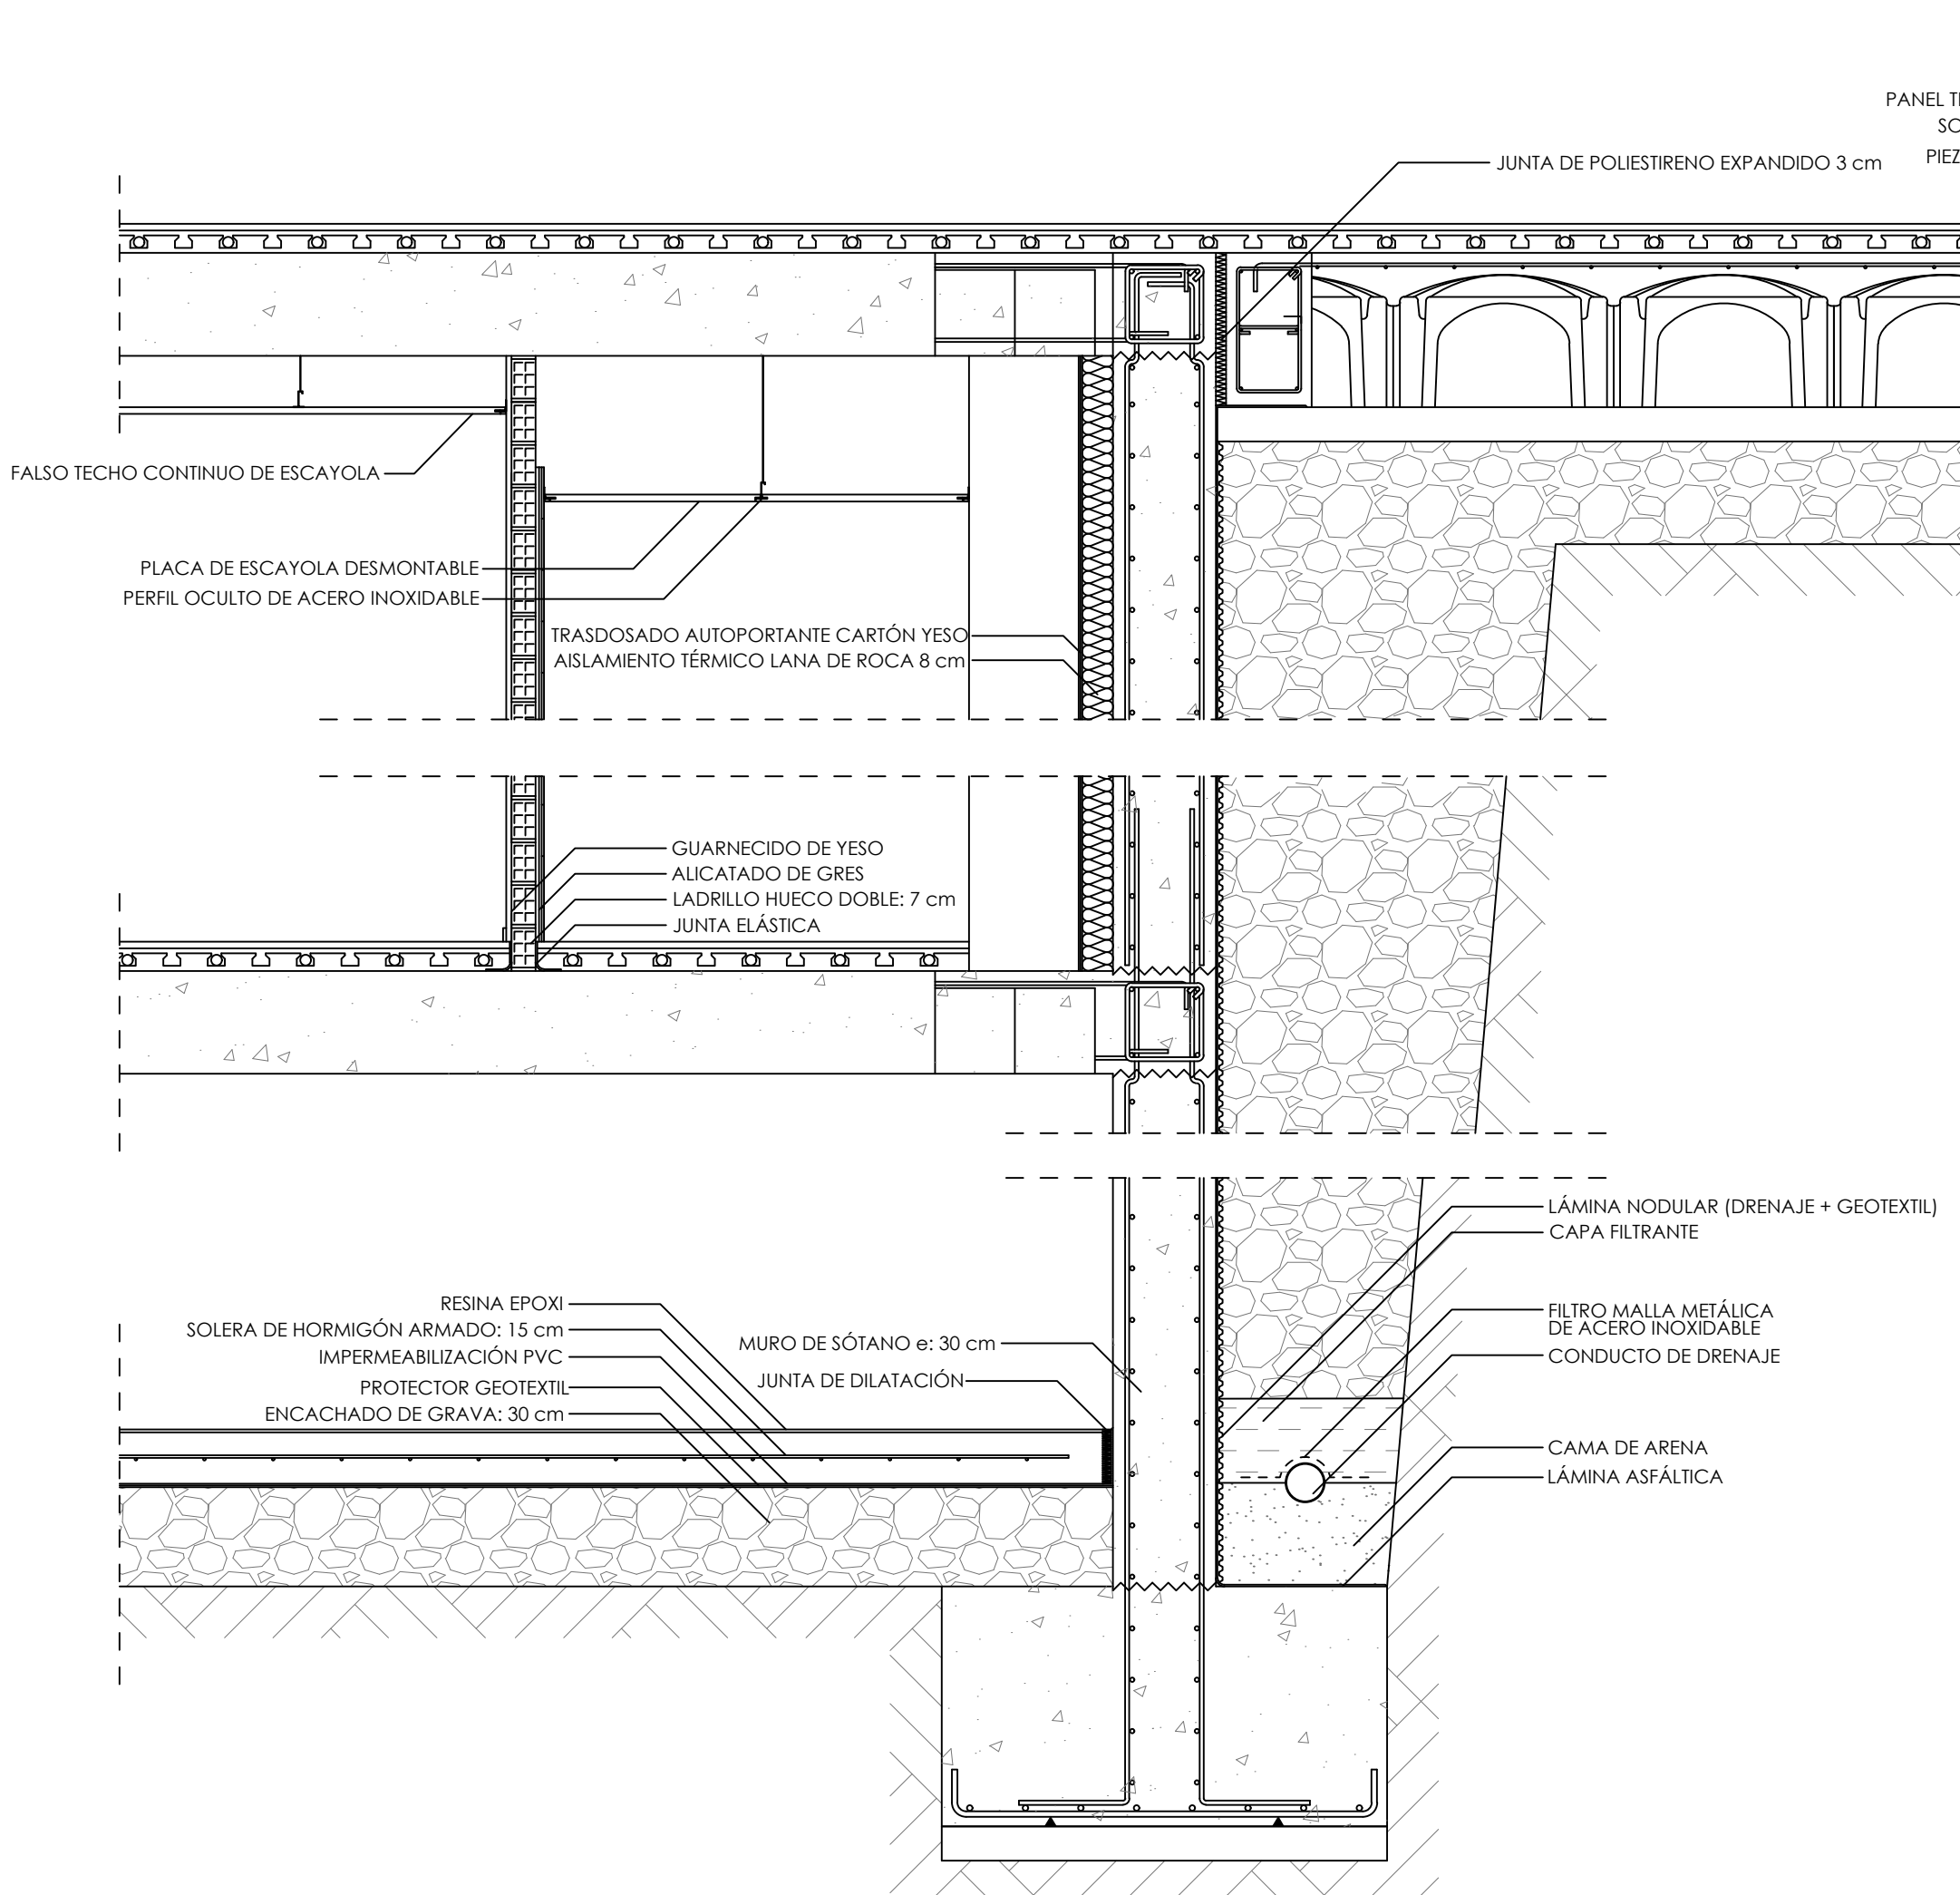 PANEL
JUNTA DE POLIESTIRENO EXPANDIDO 3 cm
FALSO TECHO CONTINUO DE ESCAYOLA
PLACA DE ESCAYOLA DESMONTABLE
PERFIL OCULTO DE ACERO INOXIDABLE
TRASDOSADO AUTOPORTANTE CARTÓN YESO
AISLAMIENTO TÉRMICO LANA DE ROCA 8 cm
GUARNECIDO DE YESO
ALICATADO DE GRES
LADRILLO HUECO DOBLE: 7 cm
JUNTA ELÁSTICA
LÁMINA NODULAR (DRENAJE + GEOTEXTIL)
CAPA FILTRANTE
FILTRO MALLA METÁLICA
DE ACERO INOXIDABLE
CONDUCTO DE DRENAJE
CAMA DE ARENA
LÁMINA ASFÁLTICA
RESINA EPOXI
SOLERA DE HORMIGÓN ARMADO: 15 cm
IMPERMEABILIZACIÓN PVC
PROTECTOR GEOTEXTIL
ENCACHADO DE GRAVA: 30 cm
MURO DE SÓTANO e: 30 cm
JUNTA DE DILATACIÓN